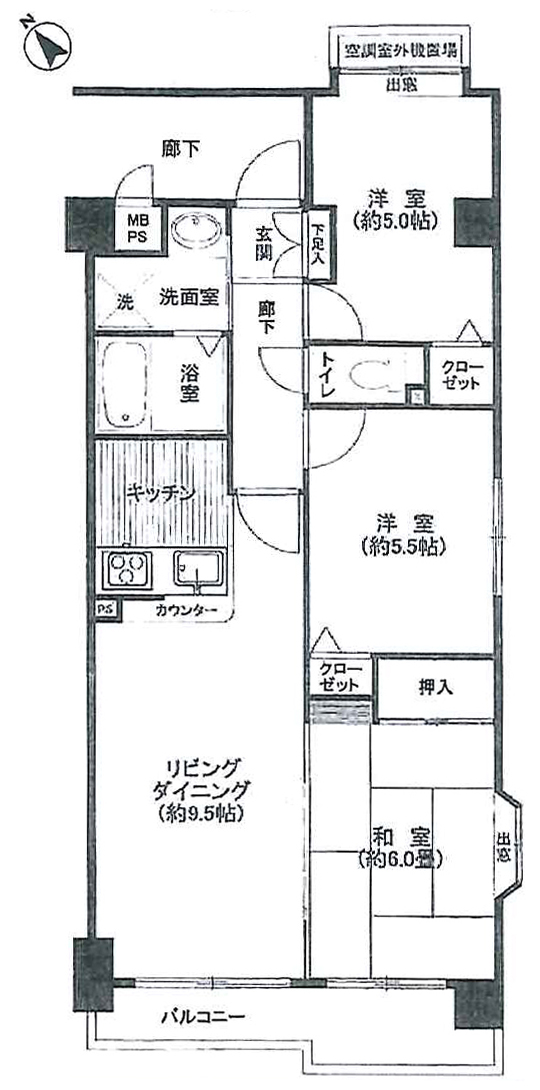 N
空調室外機置場
出窓
廊下
洋室
(約5.0帖)
MB
PS
玄関
下足入
洗
洗面室
廊下
浴室
トイレ
クロー
ゼット
キッチン
洋室
(約5.5帖)
PS
カウンター
クロー
ゼット
押入
リビング
ダイニング
(約9.5帖)
和室
(約6.0畳)
出窓
バルコニー